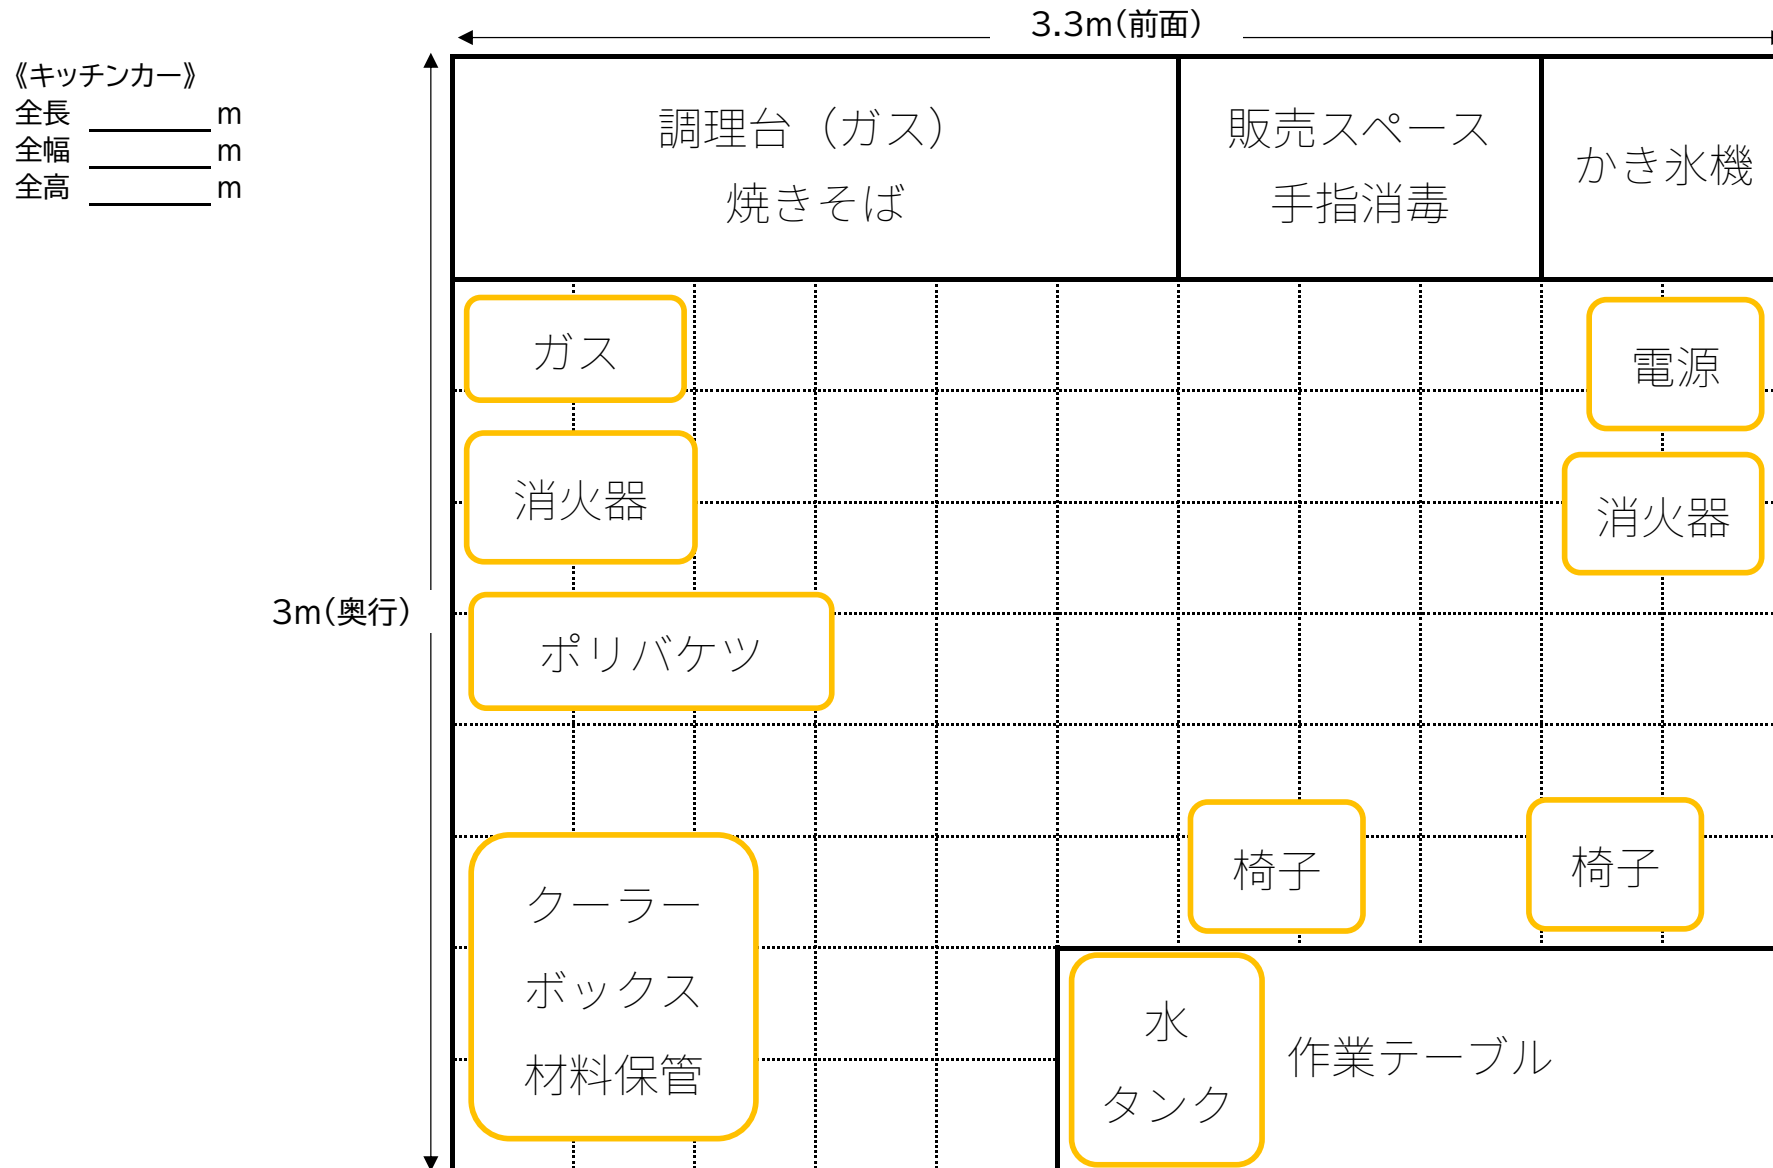 3.3m(前面)
《キッチンカー》
全長 ________ m
全幅 ________ m
全高 ________ m
調理台（ガス）
焼きそば
販売スペース
手指消毒
かき氷機
ガス
電源
消火器
消火器
3m(奥行)
ポリバケツ
椅子
椅子
クーラー
ボックス
材料保管
水
タンク
作業テーブル